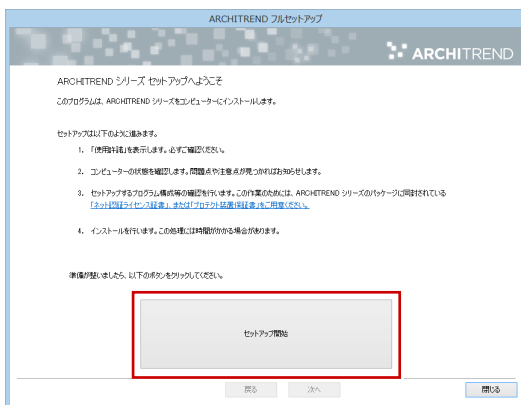 ARCHITREND フルセットアップ
ARCHITREND
ARCHITREND シリーズ セットアップへようこそ
このプログラムは、ARCHITREND シリーズをコンピューターにインストールします。
セットアップは以下のように進みます。
1. 「使用許諾」を表示します。必ずご確認ください。
2. コンピューターの状態を確認します。問題点や注意点が見つかればお知らせします。
3. セットアップするプログラム構成等の確認を行います。この作業のためには、ARCHITREND シリーズのパッケージに同封されている
「ネット認証ライセンス証書」、または「プロテクト装置保証書」をご用意ください。
4. インストールを行います。この処理には時間がかかる場合があります。
準備が整いましたら、以下のボタンをクリックしてください。
セットアップ開始
戻る 次へ 閉じる